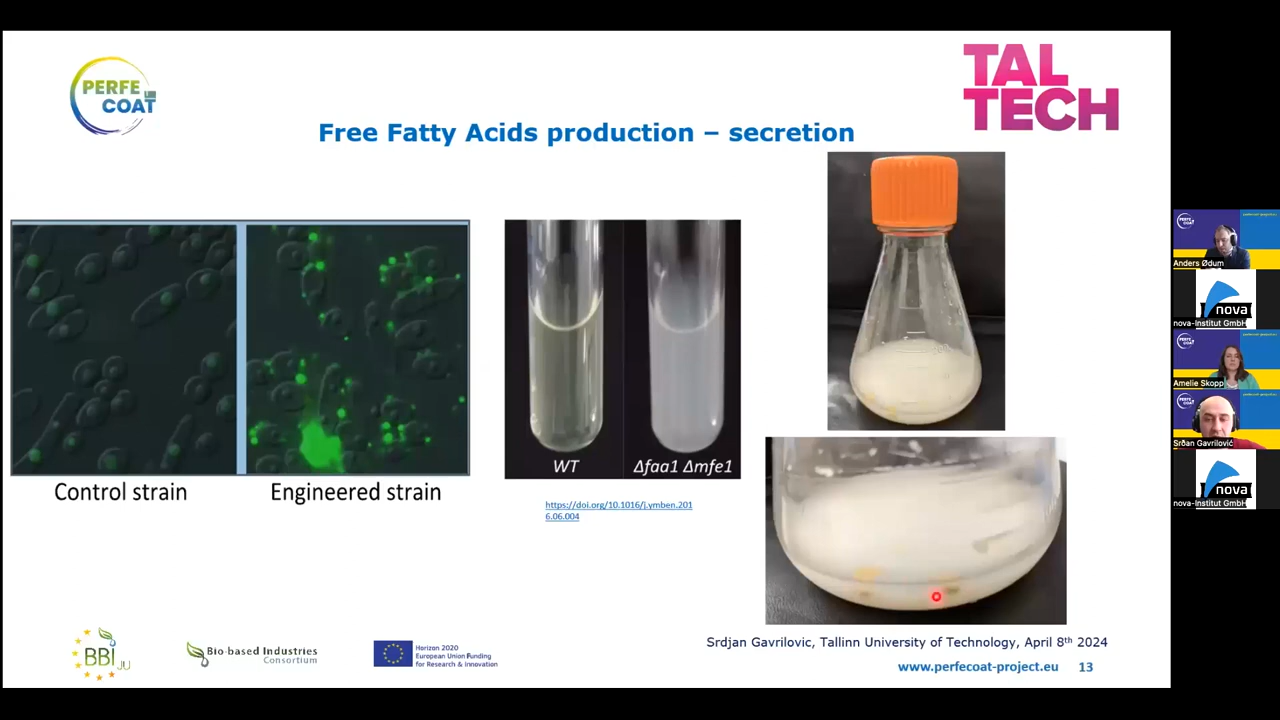 PERFE
COAT
TAL
TECH
Free Fatty Acids production – secretion
WT
Δfaa1 Δmfe1
Control strain
Engineered strain
https://doi.org/10.1016/j.ymben.201
6.06.004
BBI JU
Bio-based Industries
Consortium
Horizon 2020
European Union Funding
for Research & Innovation
Srdjan Gavrilovic, Tallinn University of Technology, April 8th 2024
www.perfecoat-project.eu 13
Anders Ødum
nova
nova-Institut GmbH
Amelie Skopp
Srđan Gavrilović
nova
nova-Institut GmbH